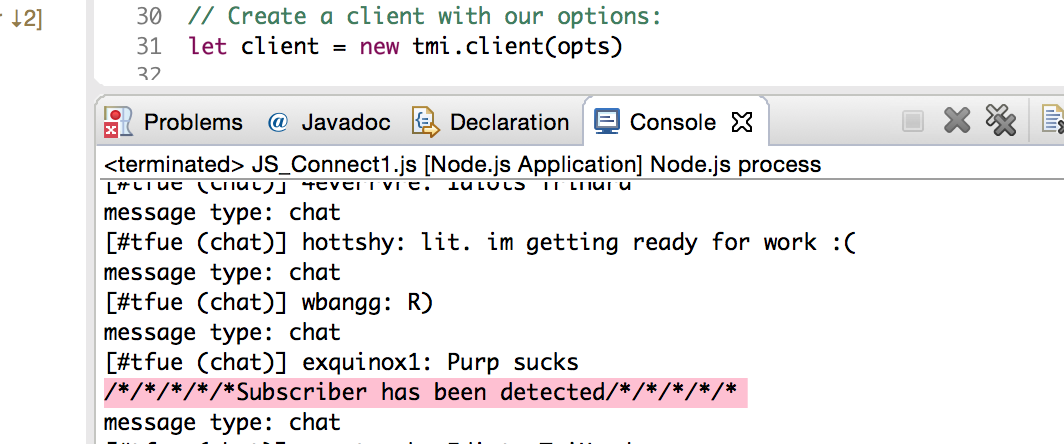 ↓2]
30 // Create a client with our options:
31 let client = new tmi.client(opts)
32
Problems @ Javadoc Declaration Console
<terminated> JS_Connect1.js [Node.js Application] Node.js process
[#tfue (chat)]
message type: chat
[#tfue (chat)] hottshy: lit. im getting ready for work :(
message type: chat
[#tfue (chat)] wbangg: R)
message type: chat
[#tfue (chat)] exquinox1: Purp sucks
/*/*/*/*/*Subscriber has been detected/*/*/*/*/*
message type: chat